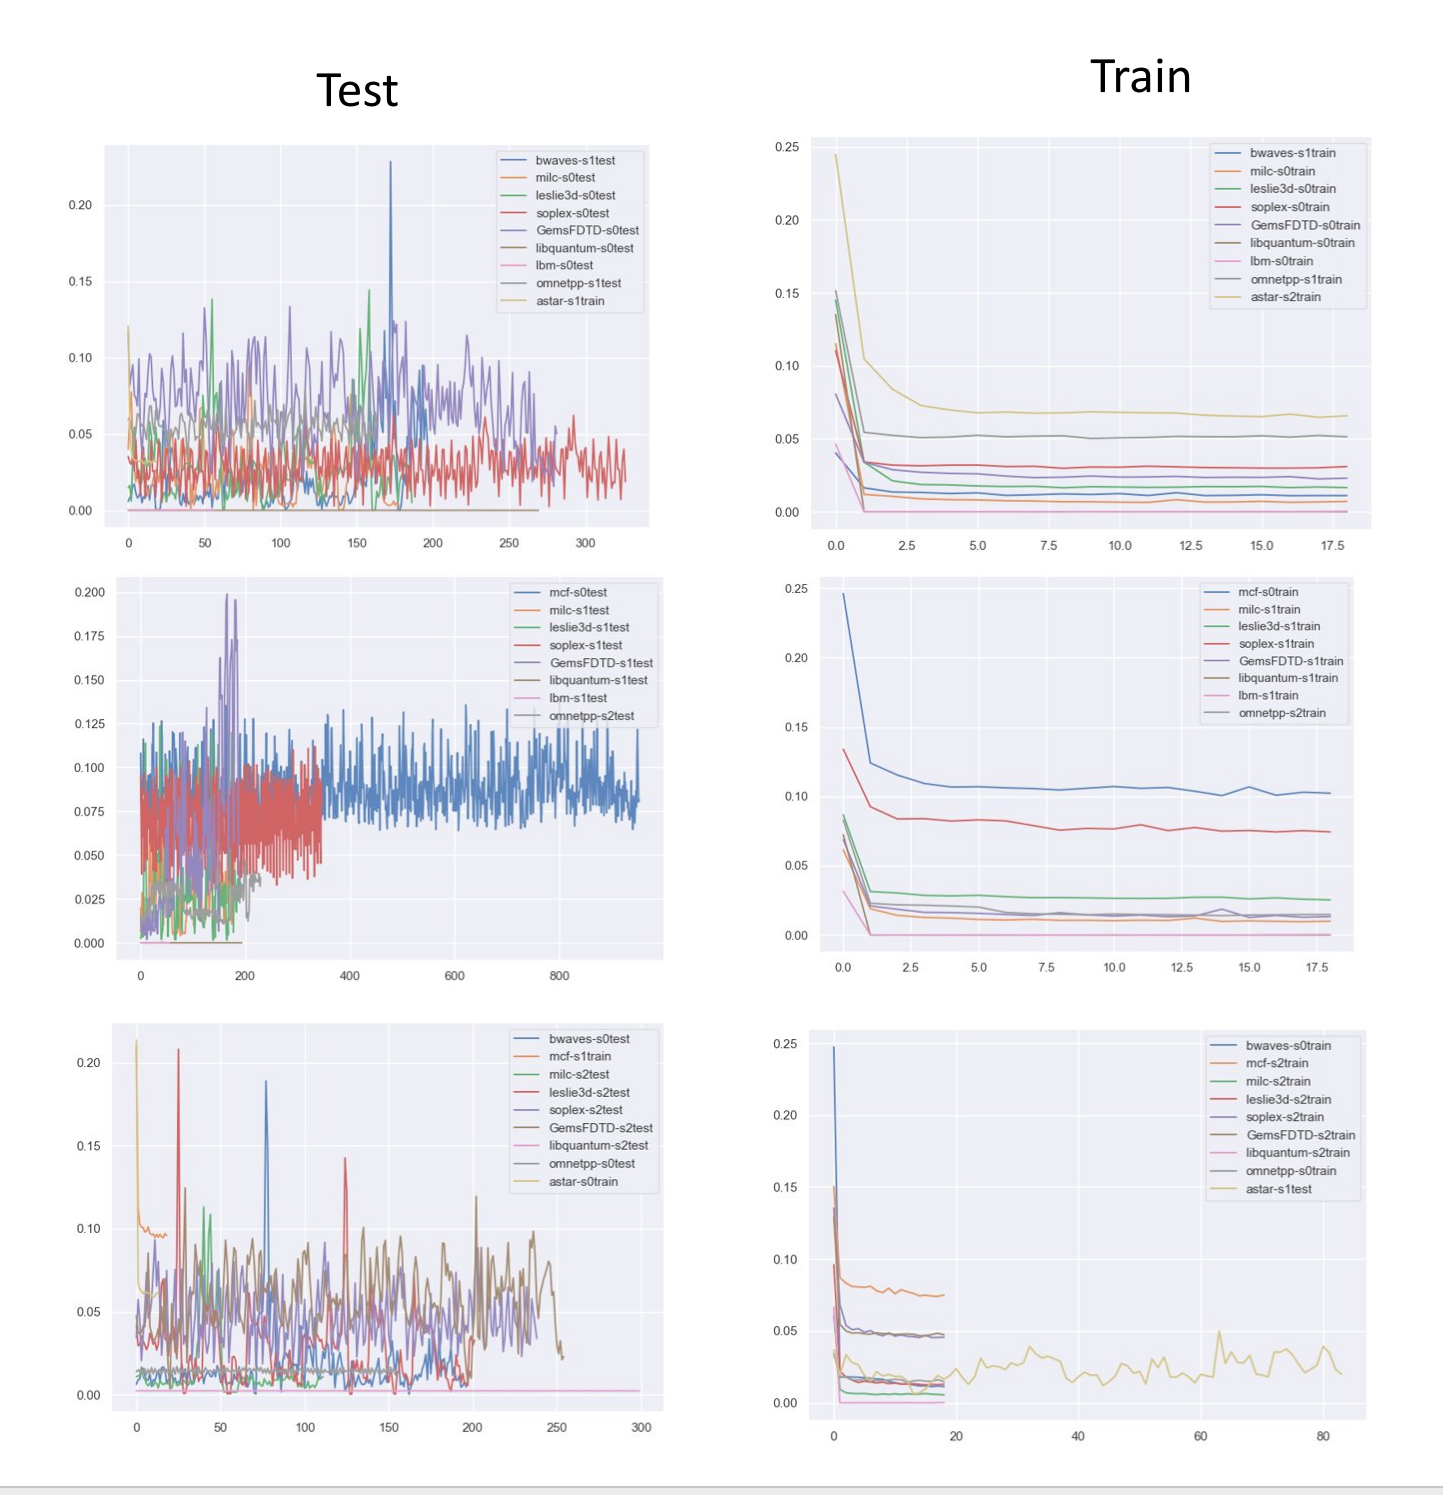 Test
Train
bwaves-s1test
milc-s0test
leslie3d-s0test
soplex-s0test
GemsFDTD-s0test
libquantum-s0test
lbm-s0test
omnetpp-s1test
astar-s1train
0.20
0.15
0.10
0.05
0.00
0 50 100 150 200 250 300
0.25
0.20
0.15
0.10
0.05
0.00
bwaves-s1train
milc-s0train
leslie3d-s0train
soplex-s0train
GemsFDTD-s0train
libquantum-s0train
lbm-s0train
omnetpp-s1train
astar-s2train
0.0 2.5 5.0 7.5 10.0 12.5 15.0 17.5
0.200
0.175
0.150
0.125
0.100
0.075
0.050
0.025
0.000
mcf-s0test
milc-s1test
leslie3d-s1test
soplex-s1test
GemsFDTD-s1test
libquantum-s1test
lbm-s1test
omnetpp-s2test
0 200 400 600 800
0.25
0.20
0.15
0.10
0.05
0.00
mcf-s0train
milc-s1train
leslie3d-s1train
soplex-s1train
GemsFDTD-s1train
libquantum-s1train
lbm-s1train
omnetpp-s2train
0.0 2.5 5.0 7.5 10.0 12.5 15.0 17.5
0.20
0.15
0.10
0.05
0.00
bwaves-s0test
mcf-s1train
milc-s2test
leslie3d-s2test
soplex-s2test
GemsFDTD-s2test
libquantum-s2test
omnetpp-s0test
astar-s0train
0 50 100 150 200 250 300
0.25
0.20
0.15
0.10
0.05
0.00
bwaves-s0train
mcf-s2train
milc-s2train
leslie3d-s2train
soplex-s2train
GemsFDTD-s2train
libquantum-s2train
omnetpp-s0train
astar-s1test
0 20 40 60 80